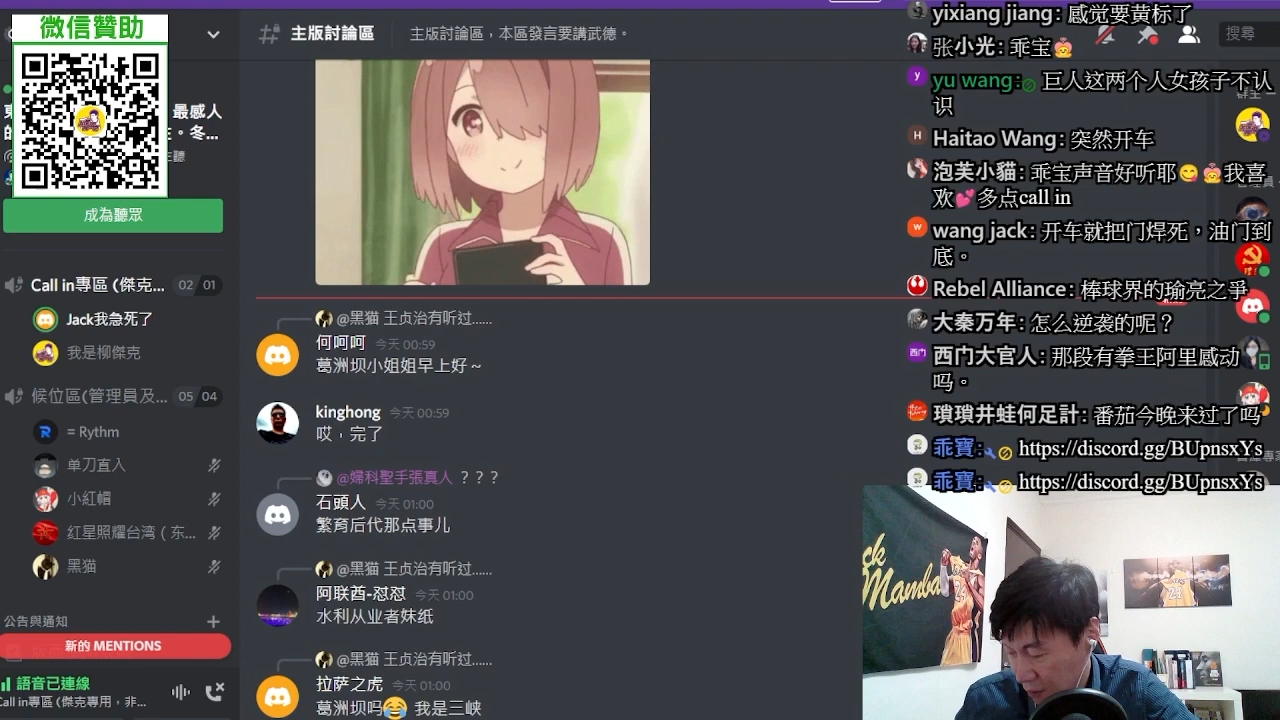 微信贊助
最感人
的
。冬...
主聽
成為聽眾
Call in專區 (傑克...
02 01
Jack我急死了
我是柳傑克
候位區(管理員及...
05 04
= Rythm
单刀直入
小紅帽
红星照耀台湾（东...
黑猫
公告與通知
新的 MENTIONS
語音已連線
Call in專區 (傑克專用，非...
主版討論區
主版討論區，本區發言要講武德。
搜尋
@黑猫 王贞治有听过......
何呵呵 今天 00:59
葛洲坝小姐姐早上好～
kinghong 今天 00:59
哎，完了
@婦科聖手張真人 ？？？
石頭人 今天 01:00
繁育后代那点事儿
@黑猫 王贞治有听过......
阿联酋-怼怼 今天 01:00
水利从业者妹纸
@黑猫 王贞治有听过......
拉萨之虎 今天 01:00
葛洲坝吗😂 我是三峡
yixiang jiang: 感觉要黄标了
张小光: 乖宝
yu wang: 巨人这两个人女孩子不认
识
Haitao Wang: 突然开车
泡芙小貓: 乖宝声音好听耶😋我喜
欢💕多点call in
wang jack: 开车就把门焊死，油门到
底。
Rebel Alliance: 棒球界的瑜亮之爭
大秦万年: 怎么逆袭的呢？
西门大官人: 那段有拳王阿里感动
吗。
瑣瑣井蛙何足計: 番茄今晚来过了吗
乖寶: https://discord.gg/BUpnsxYs
乖寶: https://discord.gg/BUpnsxYs
ck
Mamba
24